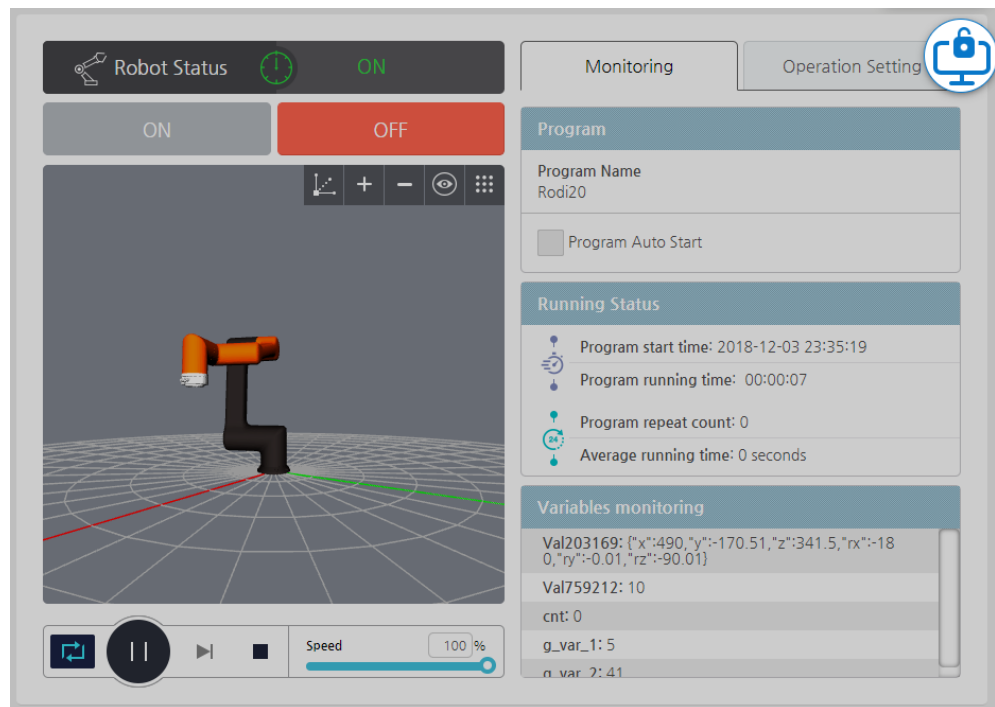 Robot Status
ON
Monitoring
Operation Setting
ON
OFF
Program
Program Name
Rodi20
Program Auto Start
Running Status
Program start time: 2018-12-03 23:35:19
Program running time: 00:00:07
Program repeat count: 0
24
Average running time: 0 seconds
Variables monitoring
Val203169: {"x":490,"y":-170.51,"z":341.5,"rx":-18
0,"ry":-0.01,"rz":-90.01}
Val759212: 10
cnt: 0
g_var_1: 5
g_var_2: 41
Speed
100 %